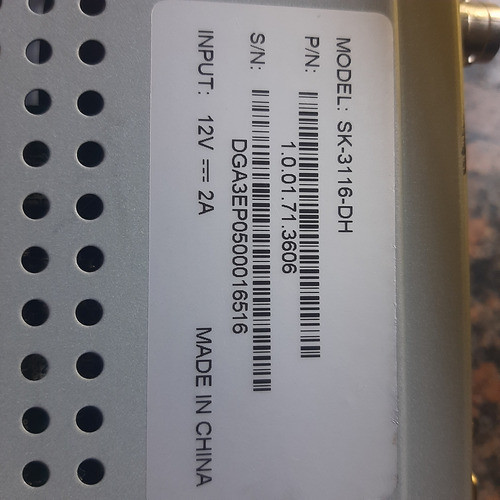 MODEL: SK-3116-DH
P/N:
1.0.01.71.3606
S/N:
DGA3EP0500016516
INPUT: 12V ⎓ 2A MADE IN CHINA